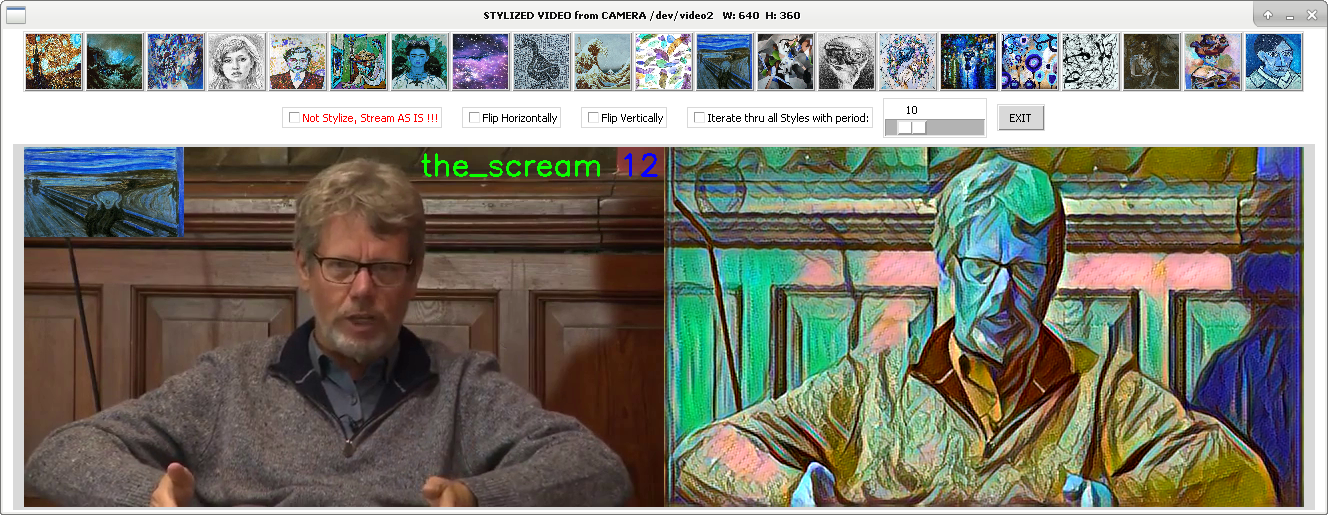 STYLIZED VIDEO from CAMERA /dev/video2 W: 640 H: 360
Not Stylize, Stream AS IS !!!
Flip Horizontally
Flip Vertically
Iterate thru all Styles with period:
10
EXIT
the_scream 12